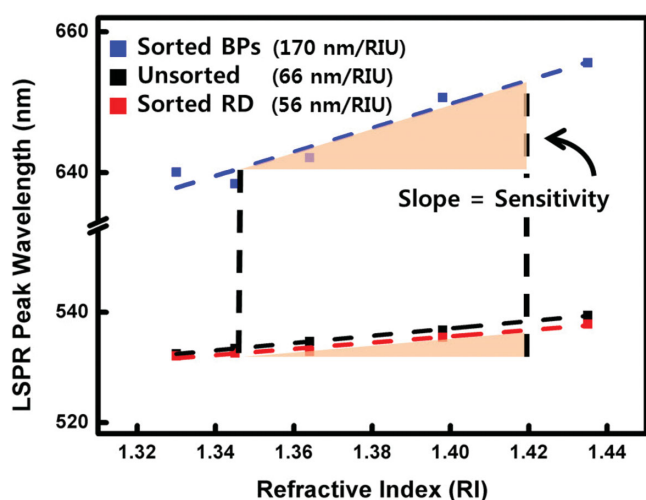 660
Sorted BPs (170 nm/RIU)
Unsorted (66 nm/RIU)
Sorted RD (56 nm/RIU)
640
Slope = Sensitivity
540
520
LSPR Peak Wavelength (nm)
1.32 1.34 1.36 1.38 1.40 1.42 1.44
Refractive Index (RI)